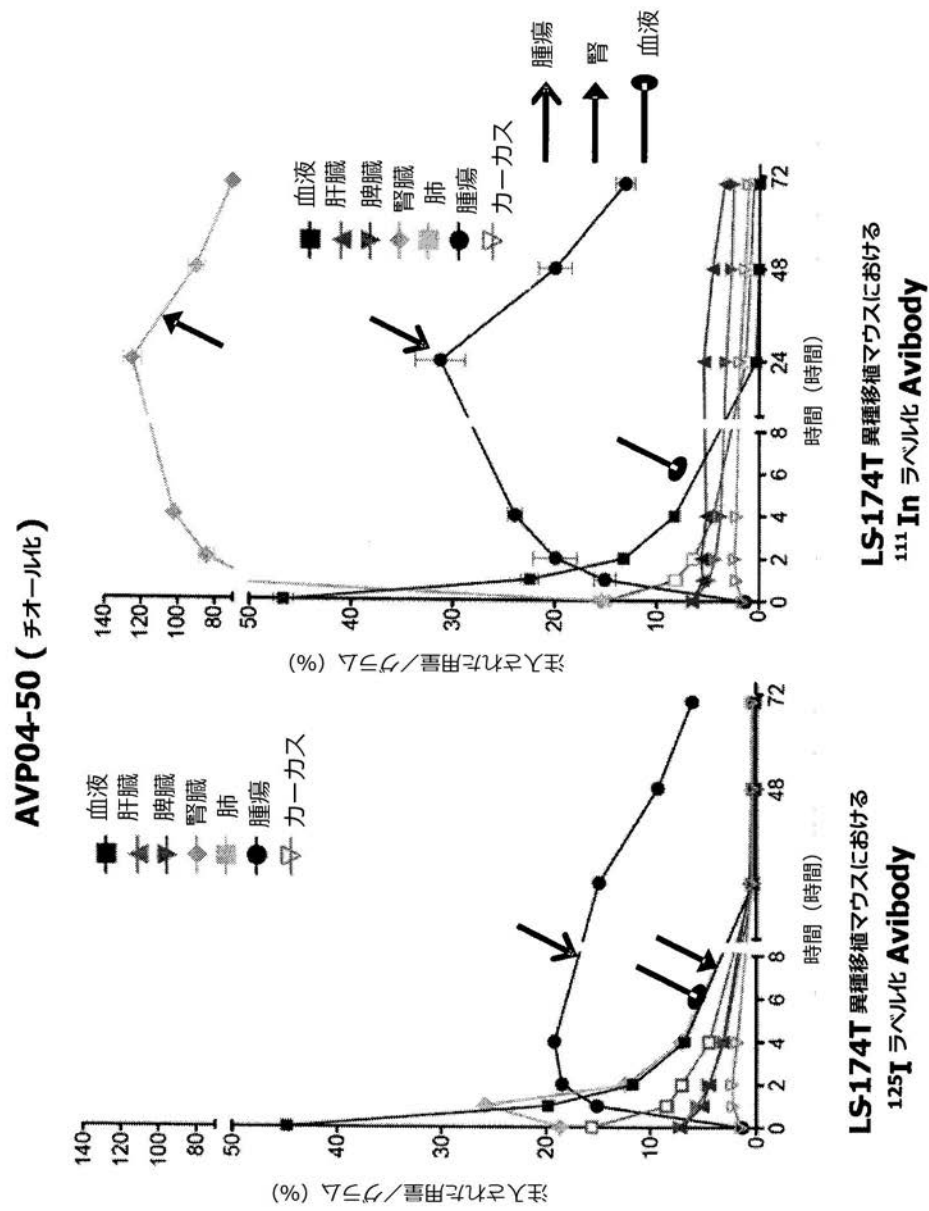 AVP04-50 ( チオール化 )
注入された用量／グラム (%)
140
120
100
80
50
40
30
20
10
0
0
2
4
6
8
48
72
時間（時間）
血液
肝臓
脾臓
腎臓
肺
腫瘍
カーカス
LS-174T 異種移植マウスにおける
125I ラベル化 Avibody
注入された用量／グラム (%)
140
120
100
80
50
40
30
20
10
0
0
2
4
6
8
24
48
72
時間（時間）
血液
肝臓
脾臓
腎臓
肺
腫瘍
カーカス
腫瘍
腎
血液
LS-174T 異種移植マウスにおける
111 In ラベル化 Avibody